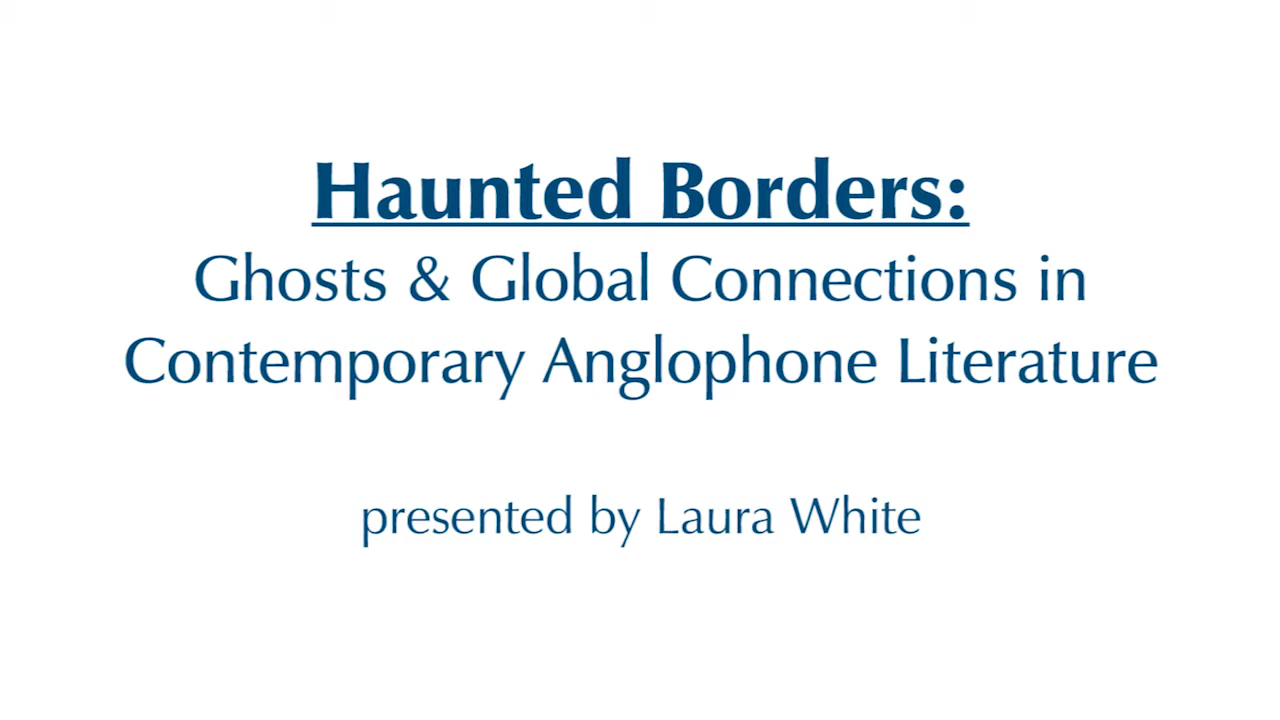 Haunted Borders:
Ghosts & Global Connections in
Contemporary Anglophone Literature
presented by Laura White